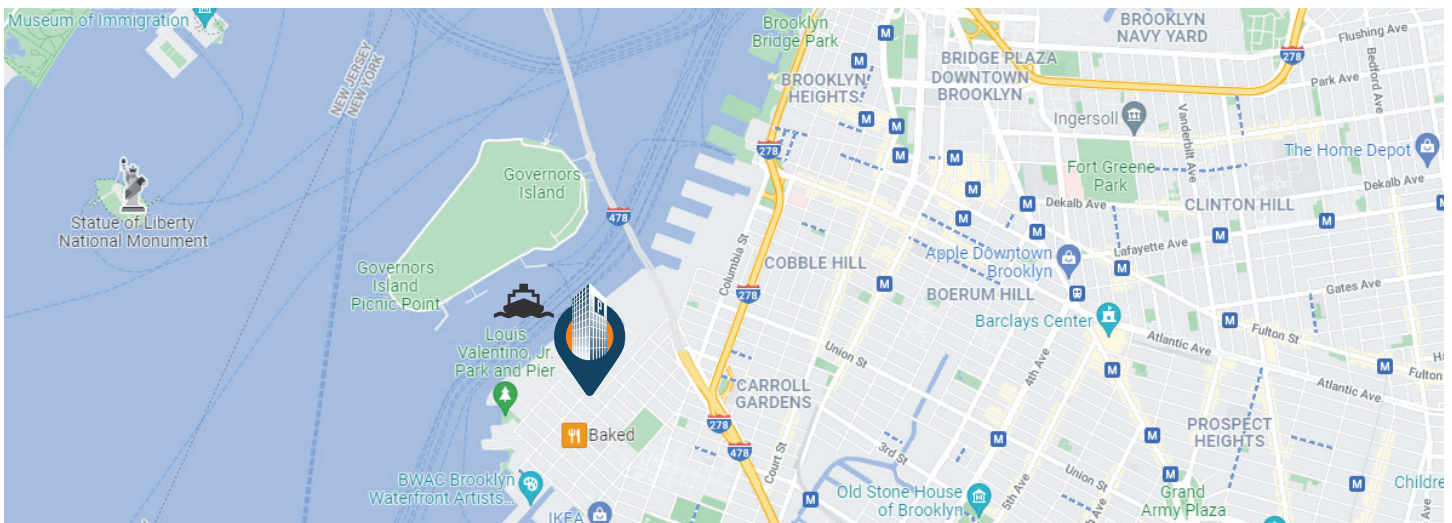 Museum of Immigration
NEW JERSEY
NEW YORK
Statue of Liberty
National Monument
Governors
Island
Governors
Island
Picnic Point
478
Louis
Valentino, Jr.
Park and Pier
P
Baked
BWAC Brooklyn
Waterfront Artists...
IKEA
Brooklyn
Bridge Park
BROOKLYN
HEIGHTS
M
BRIDGE PLAZA
DOWNTOWN
BROOKLYN
BROOKLYN
NAVY YARD
278
Flushing Ave
Park Ave
Bedford Ave
Vanderbilt Ave
Ingersoll
The Home Depot
M
M
M
M
M
M
278
Fort Greene
Park
Dekalb Ave
Dekalb Ave
CLINTON HILL
M
M
M
M
M
M
M
Lafayette Ave
Columbia St
COBBLE HILL
278
M
Apple Downtown
Brooklyn
BOERUM HILL
Barclays Center
Gates Ave
Fulton St
M
Fulton
Atlantic Ave
Atlantic Ave
Union St
4th Ave
M
M
CARROLL
GARDENS
278
478
Court St
3rd St
M
M
PROSPECT
HEIGHTS
Union St
5th Ave
M
M
M
Old Stone House
of Brooklyn
Grand
Army Plaza
Childre
Ave